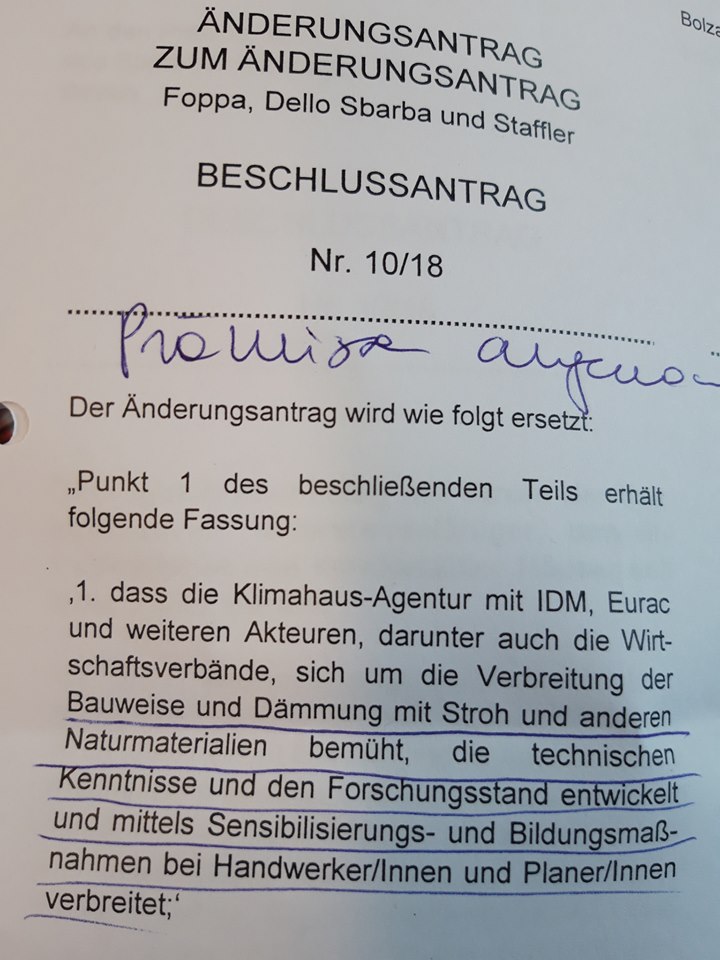 Bolza
ÄNDERUNGSANTRAG
ZUM ÄNDERUNGSANTRAG
Foppa, Dello Sbarba und Staffler
BESCHLUSSANTRAG
Nr. 10/18
Prämisse angeno
Der Änderungsantrag wird wie folgt ersetzt:
„Punkt 1 des beschließenden Teils erhält
folgende Fassung:
‚1. dass die Klimahaus-Agentur mit IDM, Eurac
und weiteren Akteuren, darunter auch die Wirt-
schaftsverbände, sich um die Verbreitung der
Bauweise und Dämmung mit Stroh und anderen
Naturmaterialien bemüht, die technischen
Kenntnisse und den Forschungsstand entwickelt
und mittels Sensibilisierungs- und Bildungsmaß-
nahmen bei Handwerker/Innen und Planer/Innen
verbreitet;‘